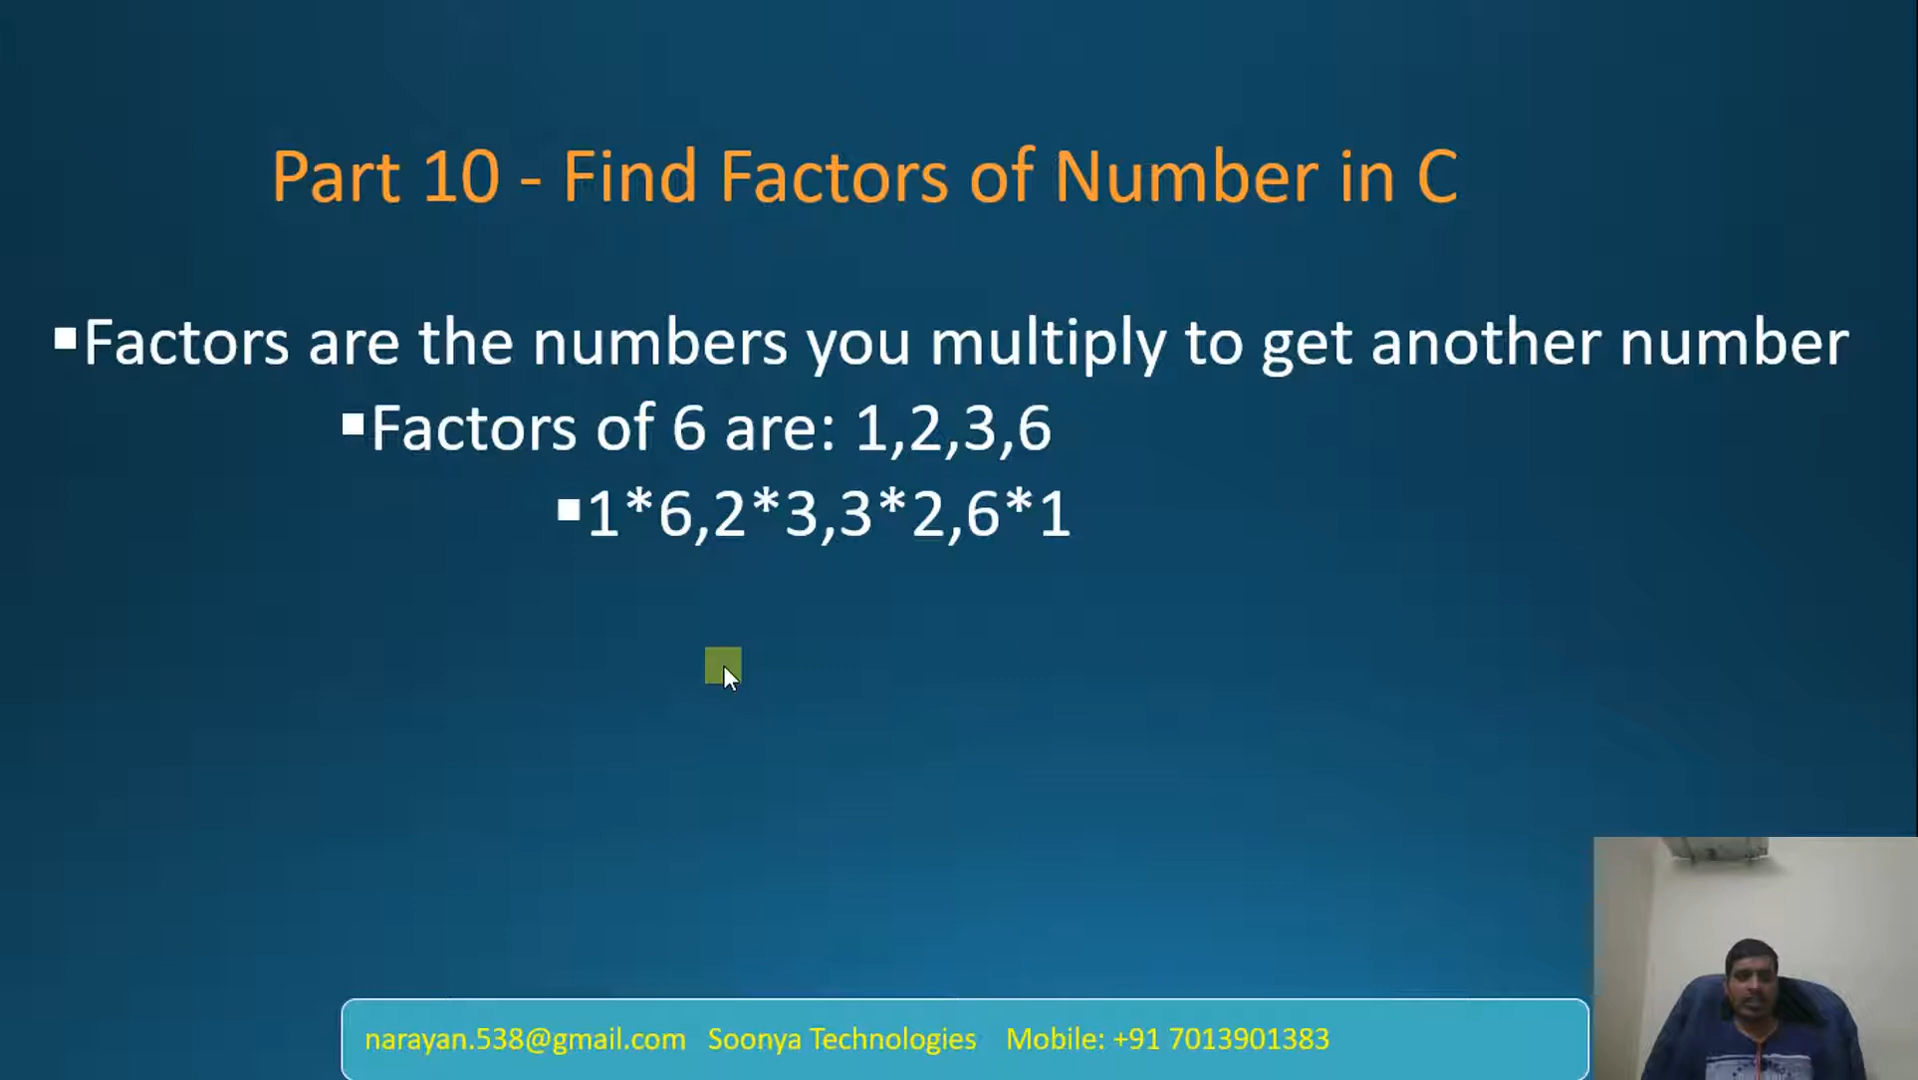 Part 10 - Find Factors of Number in C
▪Factors are the numbers you multiply to get another number
▪Factors of 6 are: 1,2,3,6
▪1*6,2*3,3*2,6*1
narayan.538@gmail.com Soonya Technologies Mobile: +91 7013901383